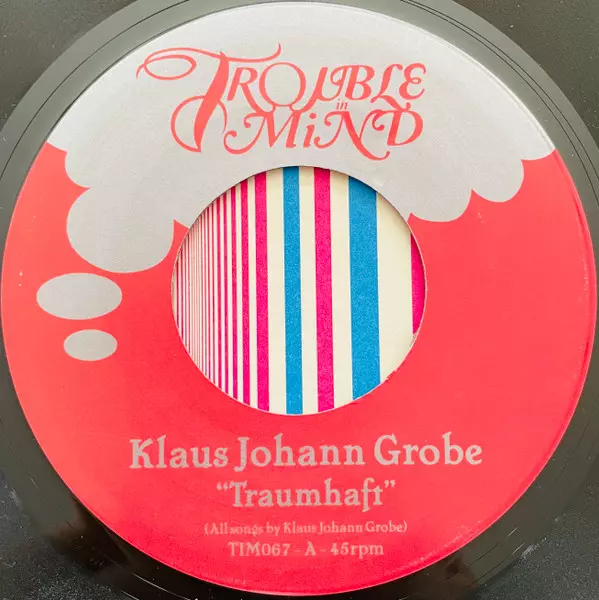 TROUBLE
in
MiND
Klaus Johann Grobe
“Traumhaft”
(All songs by Klaus Johann Grobe)
TIM067 - A - 45rpm